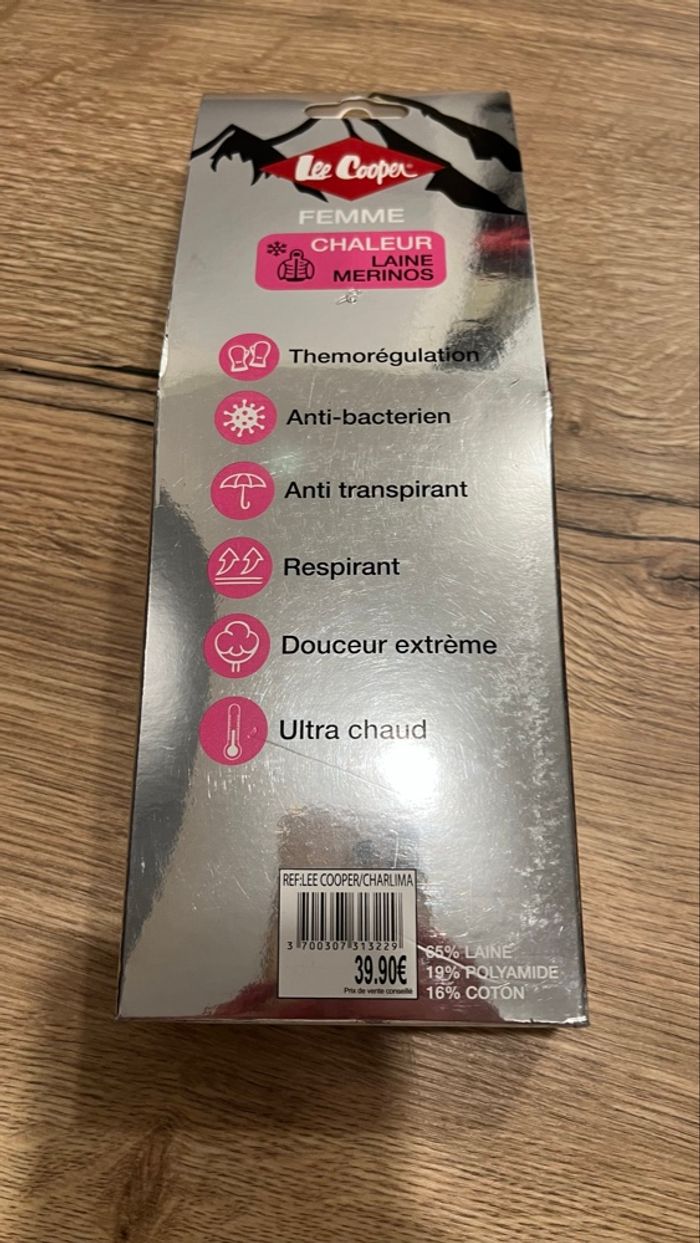 Lee Cooper
FEMME
CHALEUR
LAINE
MERINOS
Themorégulation
Anti-bacterien
Anti transpirant
Respirant
Douceur extrème
Ultra chaud
REF:LEE COOPER/CHARLIMA
3 700307 313229
39.90€
Prix de vente conseillé
65% LAINE
19% POLYAMIDE
16% COTON